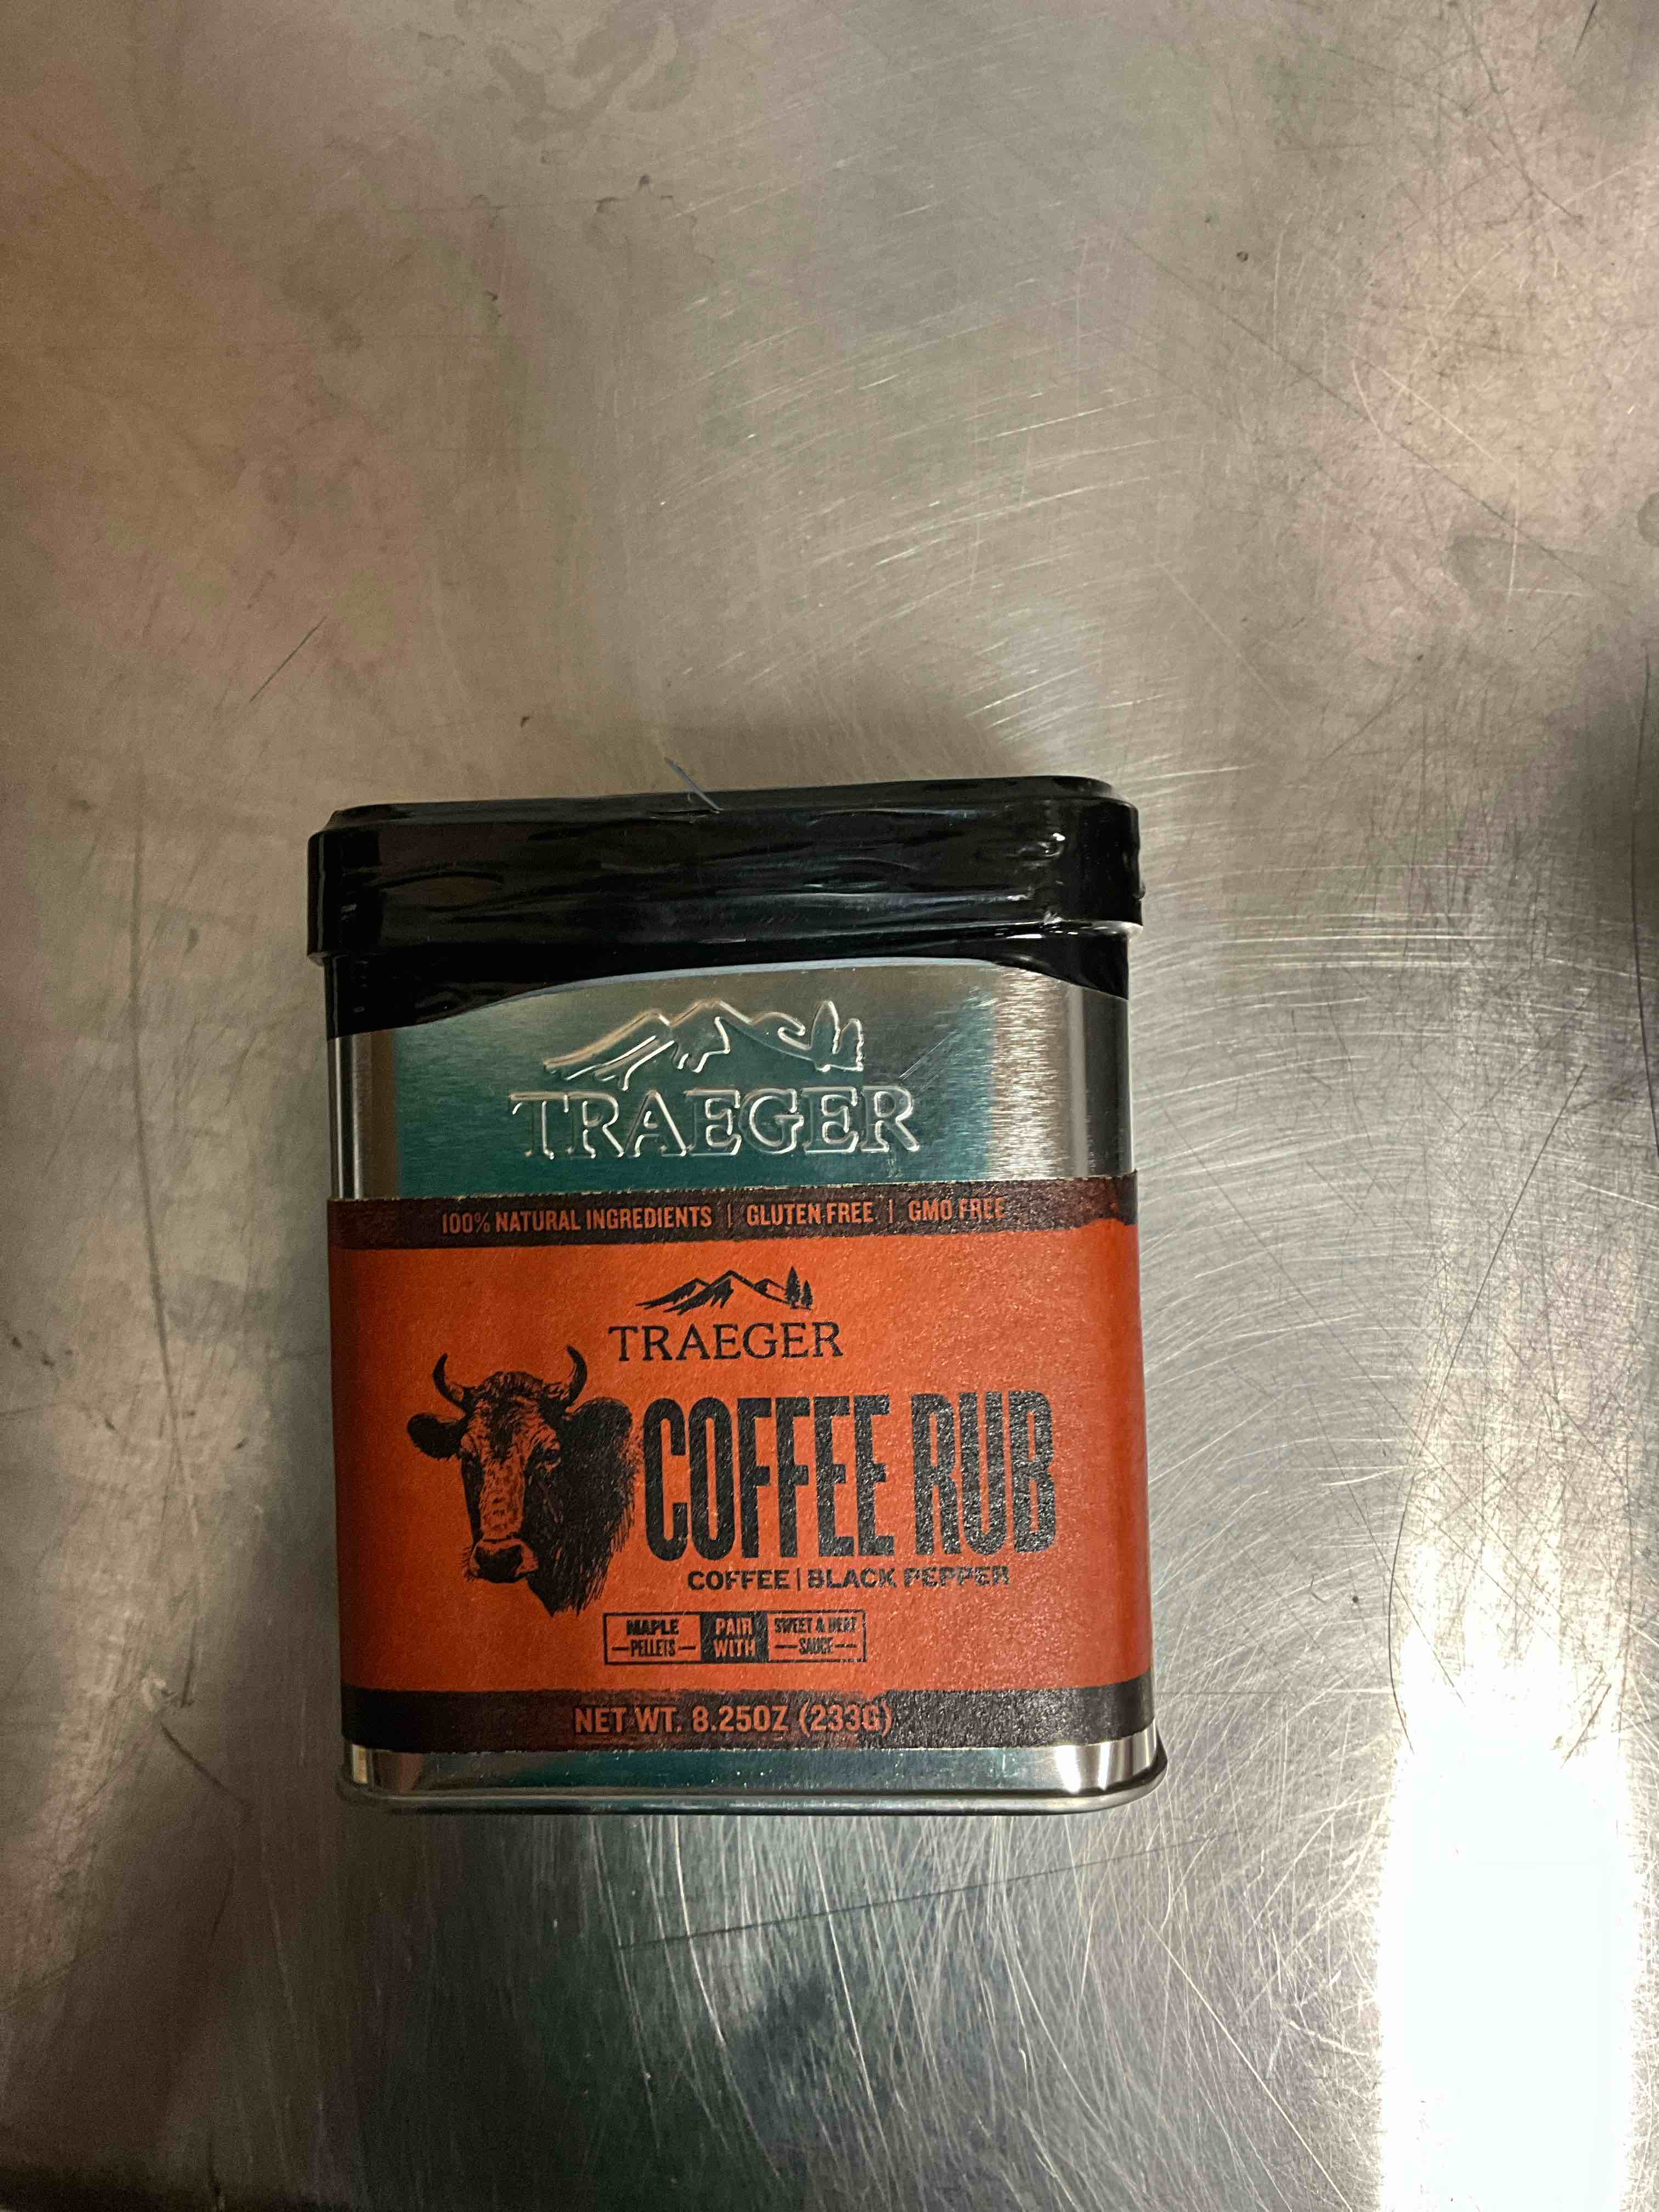 TRAEGER
100% NATURAL INGREDIENTS | GLUTEN FREE | GMO FREE
TRAEGER
COFFEE RUB
COFFEE | BLACK PEPPER
MAPLE PELLETS PAIR WITH SWEET & HEAT SAUCE
NET WT. 8.25OZ (233G)